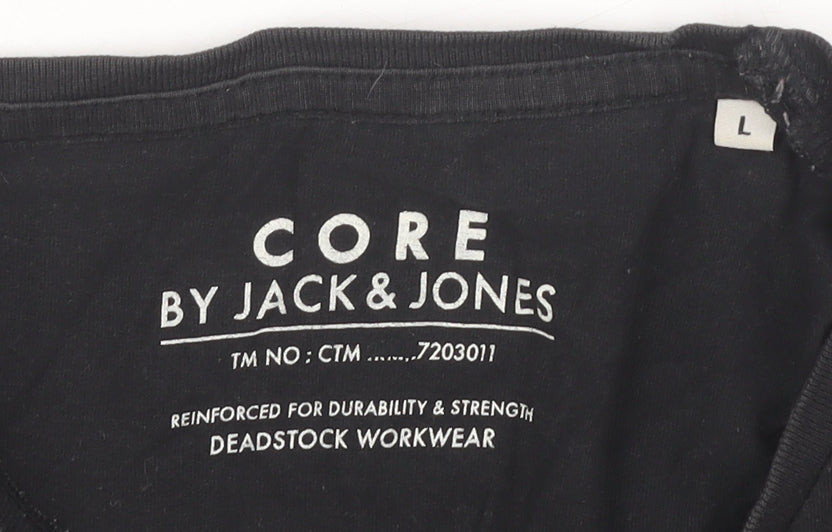 L
CORE
BY JACK & JONES
TM NO : CTM ........7203011
REINFORCED FOR DURABILITY & STRENGTH
DEADSTOCK WORKWEAR